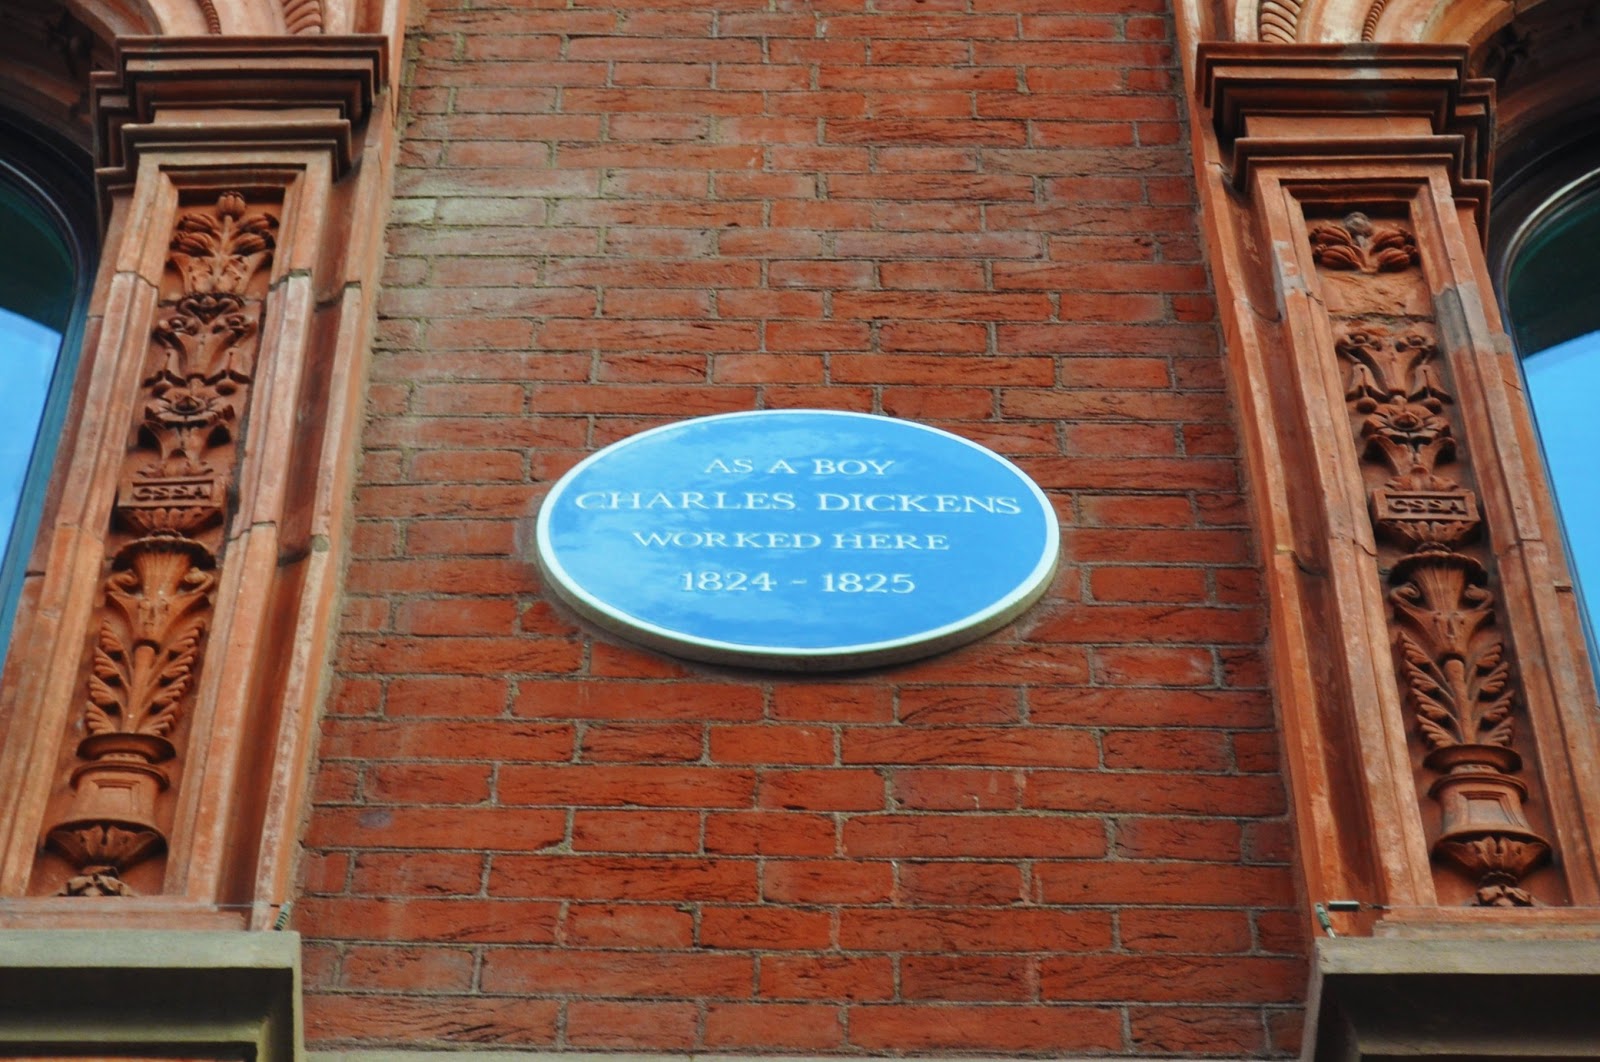 AS A BOY
CHARLES DICKENS
WORKED HERE
1824 - 1825
CSSA
CSSA